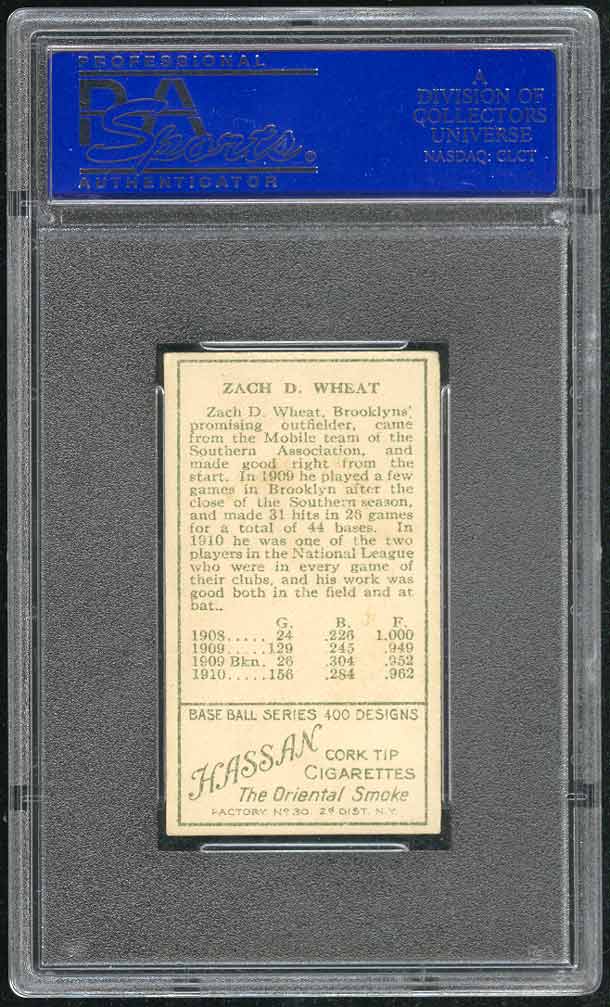 PROFESSIONAL
PSA
Sports®
AUTHENTICATOR
A
DIVISION OF
COLLECTORS
UNIVERSE
NASDAQ: CLCT
ZACH D. WHEAT
Zach D. Wheat, Brooklyns'
promising outfielder, came
from the Mobile team of the
Southern Association, and
made good right from the
start. In 1909 he played a few
games in Brooklyn after the
close of the Southern season,
and made 31 hits in 26 games
for a total of 44 bases. In
1910 he was one of the two
players in the National League
who were in every game of
their clubs, and his work was
good both in the field and at
bat..
G. B. F.
1908..... 24 .226 1.000
1909.....129 .245 .949
1909 Bkn. 26 .304 .952
1910.....156 .284 .962
BASE BALL SERIES 400 DESIGNS
HASSAN
CORK TIP
CIGARETTES
The Oriental Smoke
FACTORY Nº 30. 2d DIST. N.Y.